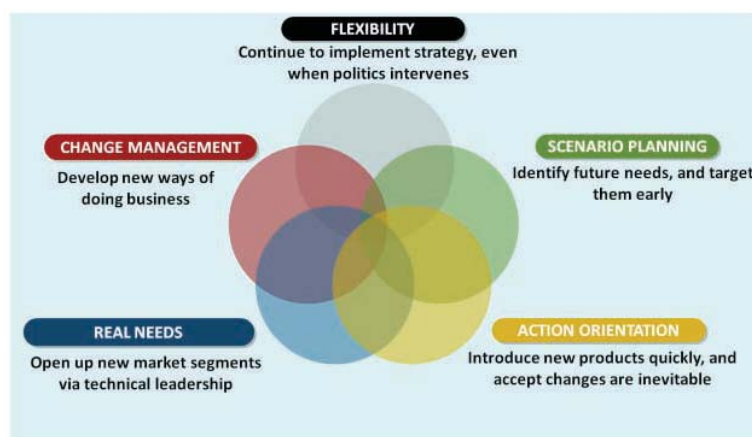 FLEXIBILITY
Continue to implement strategy, even
when politics intervenes
CHANGE MANAGEMENT
Develop new ways of
doing business
SCENARIO PLANNING
Identify future needs, and target
them early
REAL NEEDS
Open up new market segments
via technical leadership
ACTION ORIENTATION
Introduce new products quickly, and
accept changes are inevitable